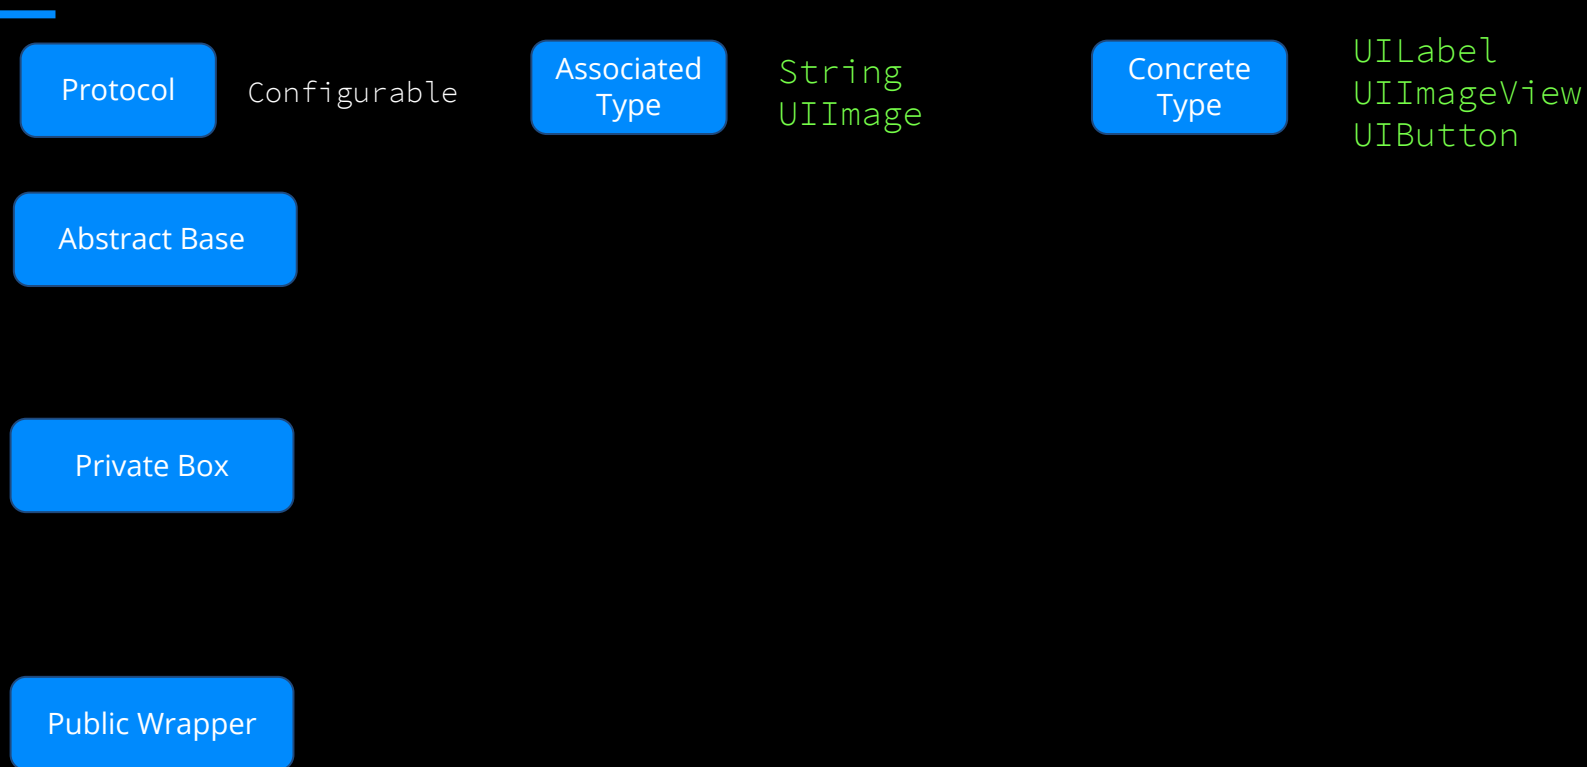 Protocol
Configurable
Associated
Type
String
UIImage
Concrete
Type
UILabel
UIImageView
UIButton
Abstract Base
Private Box
Public Wrapper